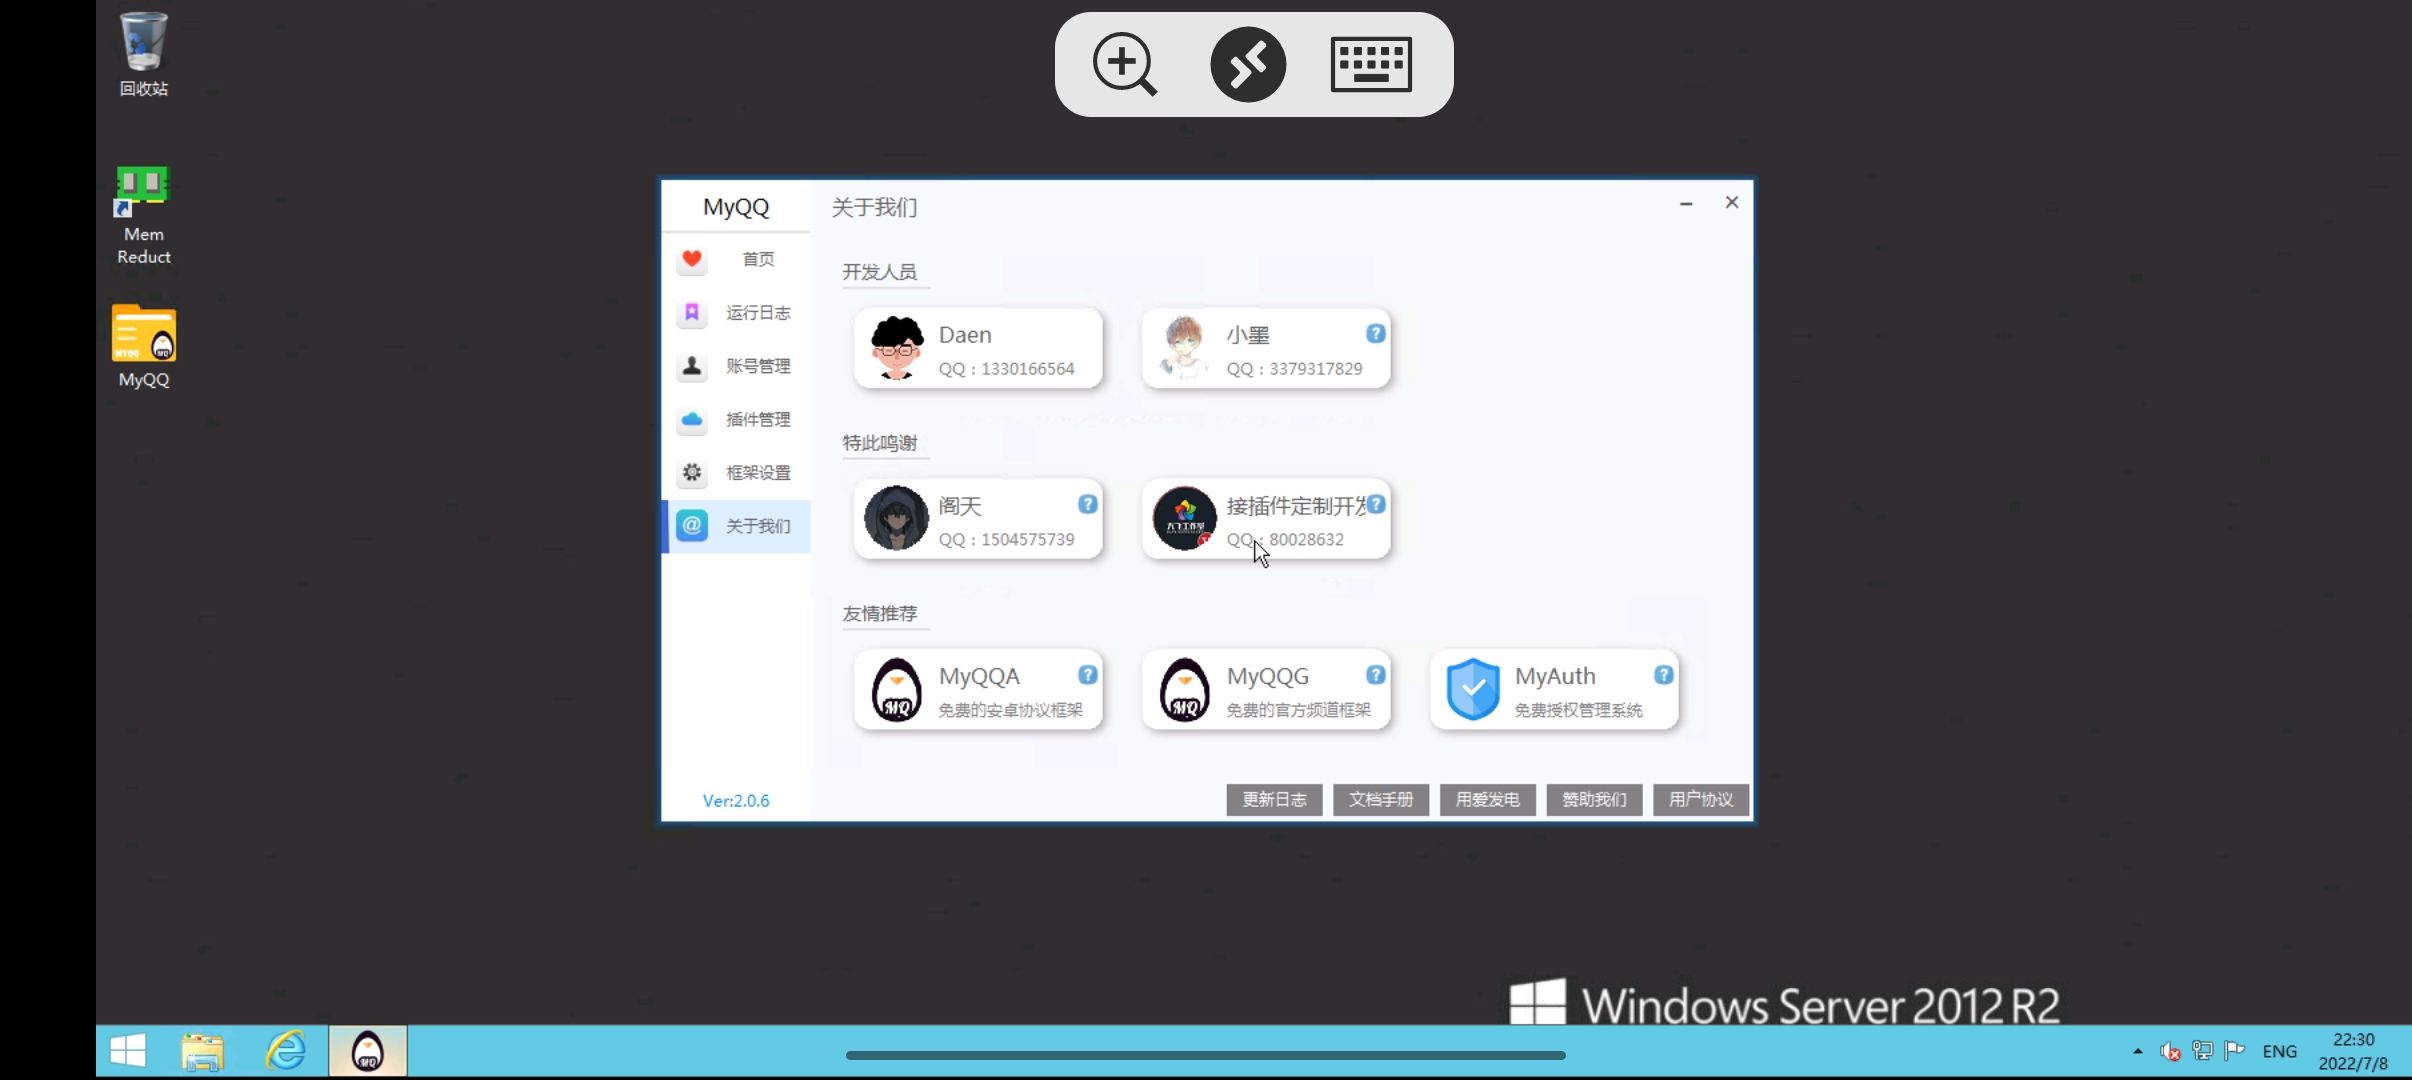 回收站
Mem
Reduct
MyQQ
MyQQ
关于我们
首页
运行日志
账号管理
插件管理
框架设置
关于我们
Ver:2.0.6
开发人员
Daen
QQ：1330166564
小墨
QQ：3379317829
特此鸣谢
阁天
QQ：1504575739
接插件定制开发
QQ：80028632
友情推荐
MyQQA
免费的安卓协议框架
MyQQG
免费的官方频道框架
MyAuth
免费授权管理系统
更新日志
文档手册
用爱发电
赞助我们
用户协议
Windows Server 2012 R2
ENG
22:30
2022/7/8